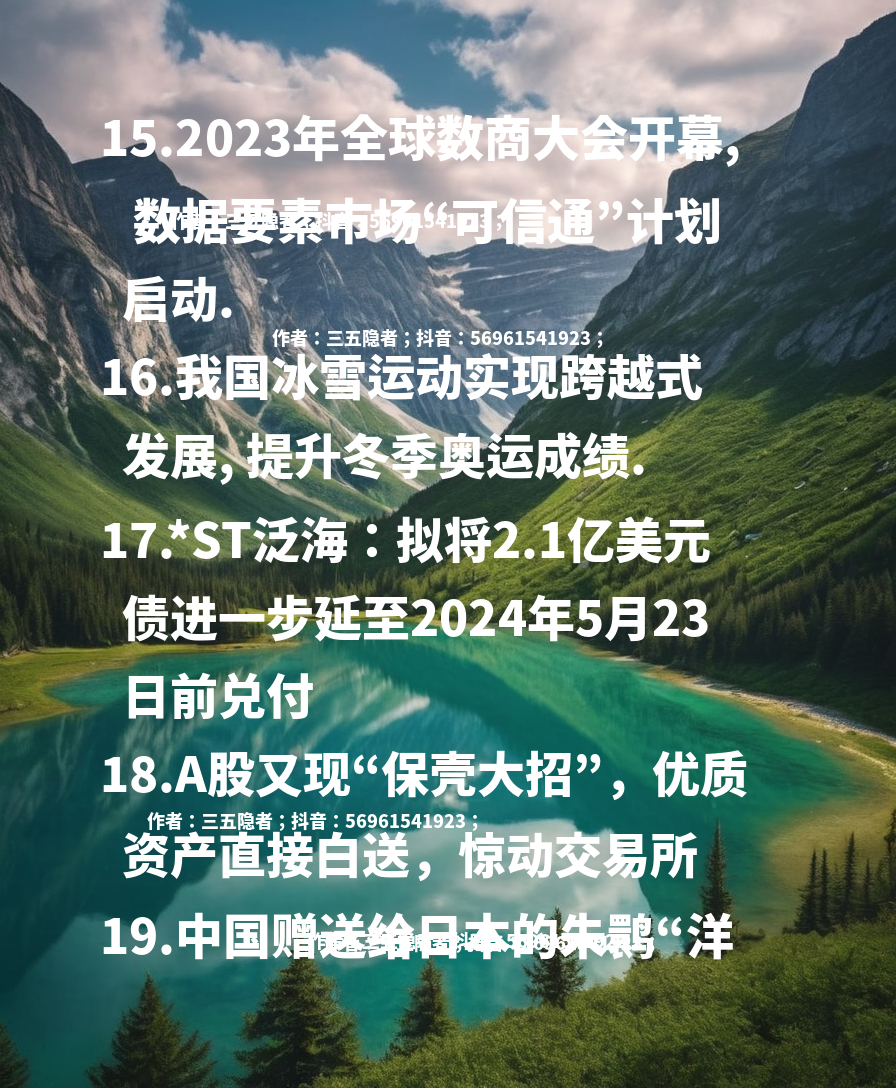 15.2023年全球数商大会开幕,
数据要素市场“可信通”计划
启动.
作者：三五隐者；抖音：56961541923；
16.我国冰雪运动实现跨越式
发展, 提升冬季奥运成绩.
17.*ST泛海：拟将2.1亿美元
债进一步延至2024年5月23
日前兑付
18.A股又现“保壳大招”，优质
作者：三五隐者；抖音：56961541923；
资产直接白送，惊动交易所
19.中国赠送给日本的朱鹮“洋